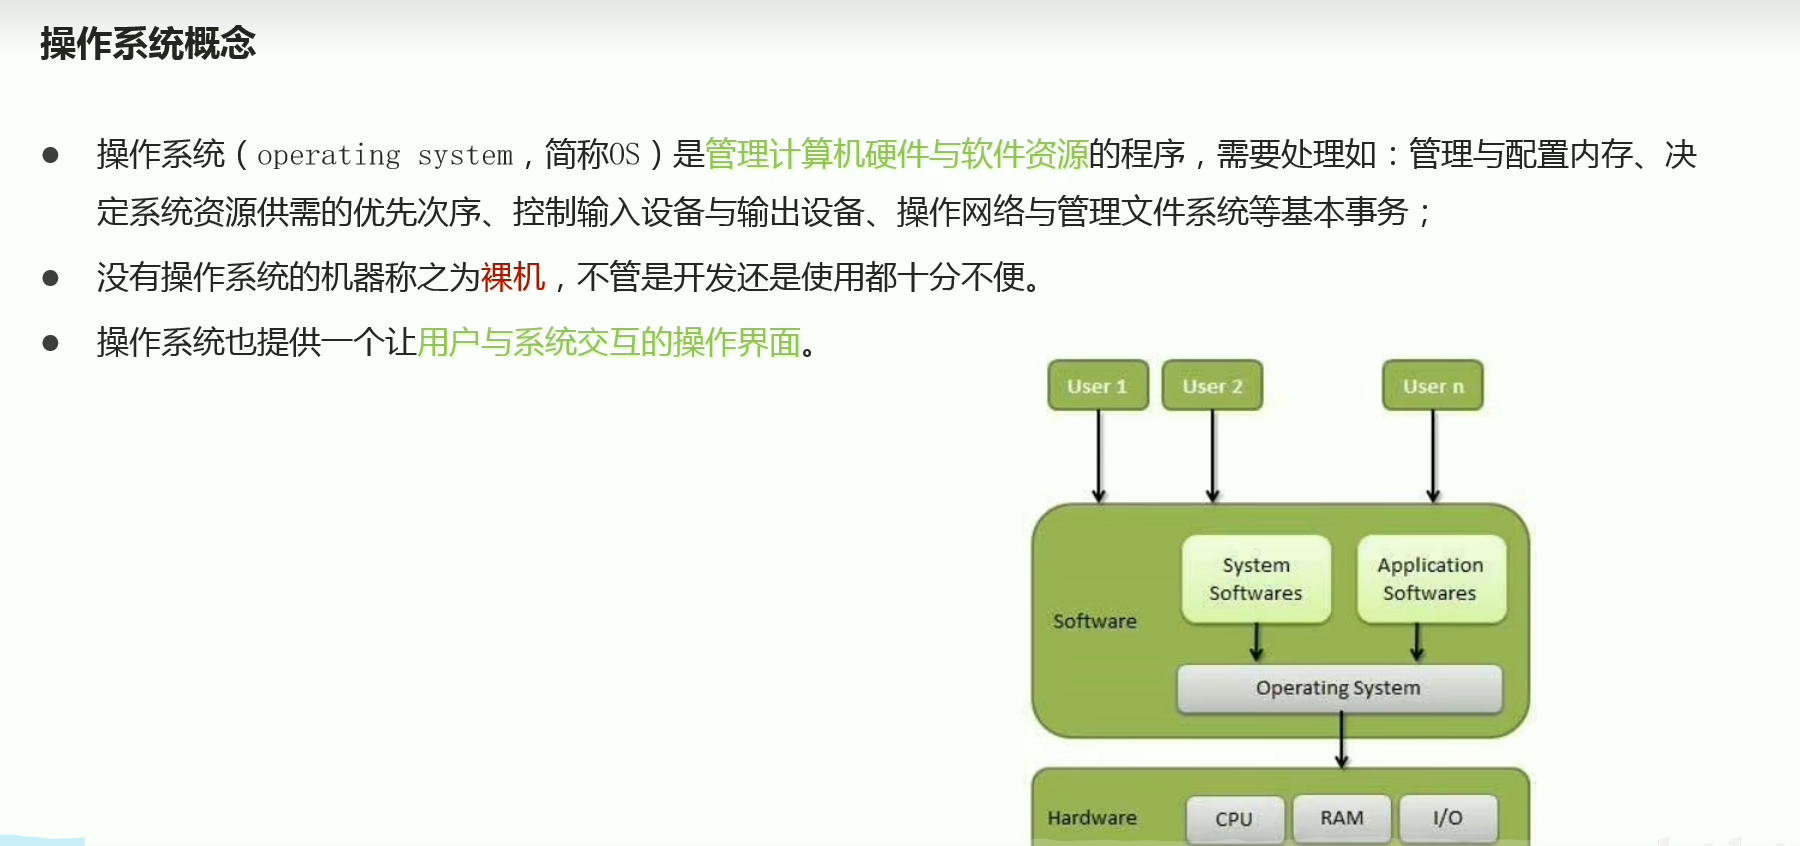 操作系统概念
● 操作系统（operating system，简称OS）是管理计算机硬件与软件资源的程序，需要处理如：管理与配置内存、决
定系统资源供需的优先次序、控制输入设备与输出设备、操作网络与管理文件系统等基本事务；
● 没有操作系统的机器称之为裸机，不管是开发还是使用都十分不便。
● 操作系统也提供一个让用户与系统交互的操作界面。
User 1
User 2
User n
System
Softwares
Application
Softwares
Software
Operating System
Hardware
CPU
RAM
I/O